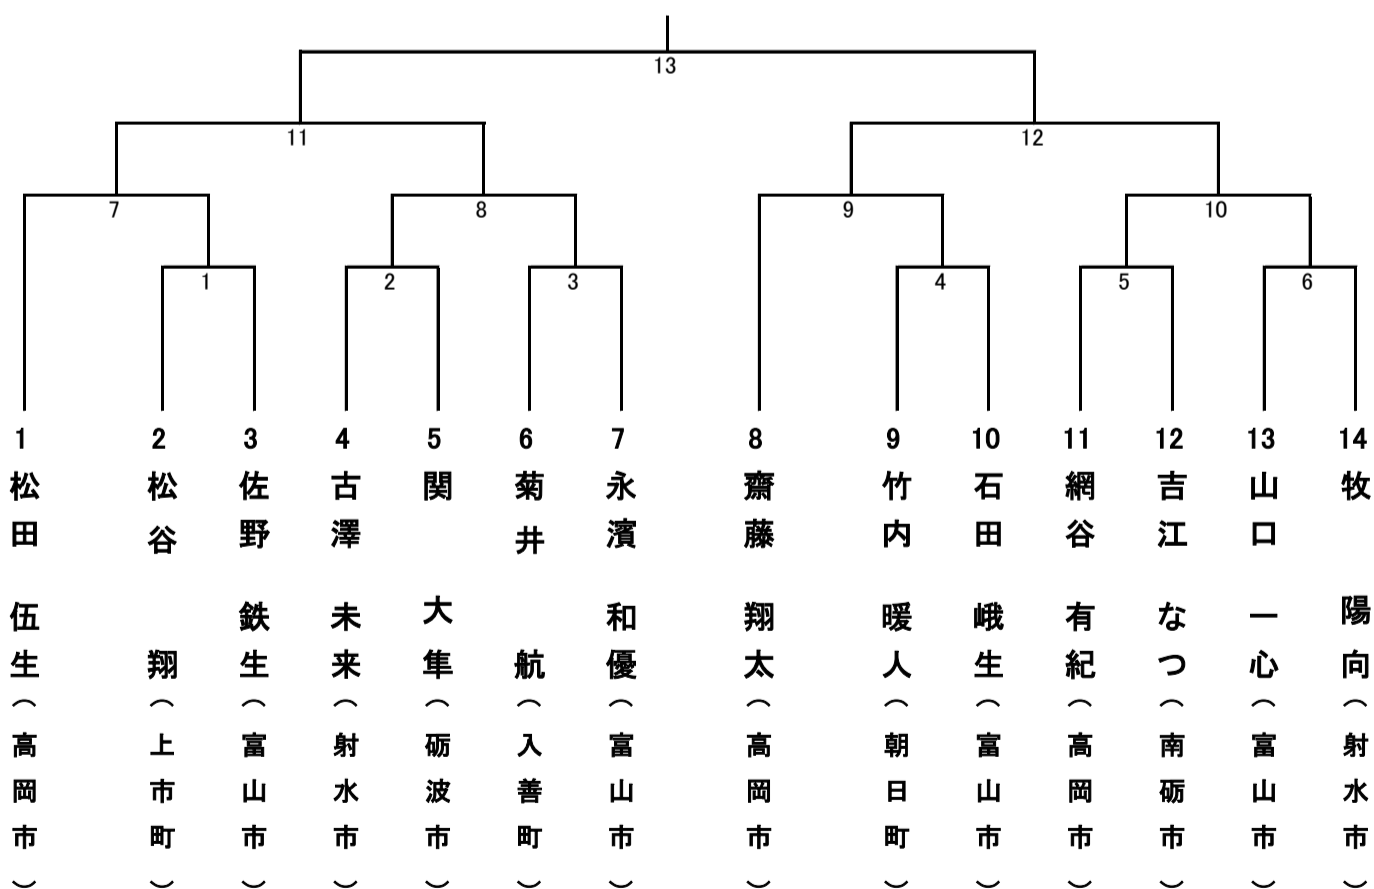 13
11
12
7
8
9
10
1
2
3
4
5
6
1 松田 伍生（高岡市）
2 松谷 翔（上市町）
3 佐野 鉄生（富山市）
4 古澤 未来（射水市）
5 関 大隼（砺波市）
6 菊井 航（入善町）
7 永濱 和優（富山市）
8 齋藤 翔太（高岡市）
9 竹内 暖人（朝日町）
10 石田 峨生（富山市）
11 網谷 有紀（高岡市）
12 吉江 なつ（南砺市）
13 山口 一心（富山市）
14 牧 陽向（射水市）